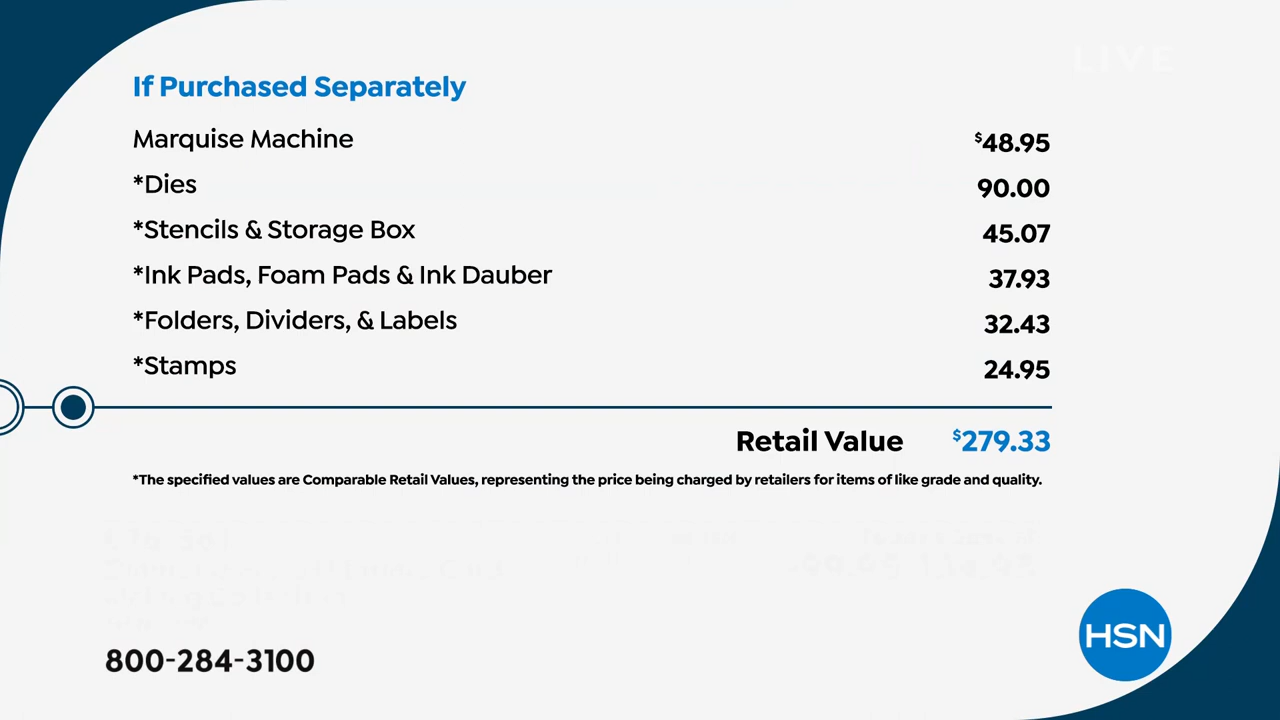 LIVE
If Purchased Separately
Marquise Machine $48.95
*Dies 90.00
*Stencils & Storage Box 45.07
*Ink Pads, Foam Pads & Ink Dauber 37.93
*Folders, Dividers, & Labels 32.43
*Stamps 24.95
Retail Value $279.33
*The specified values are Comparable Retail Values, representing the price being charged by retailers for items of like grade and quality.
800-284-3100
HSN